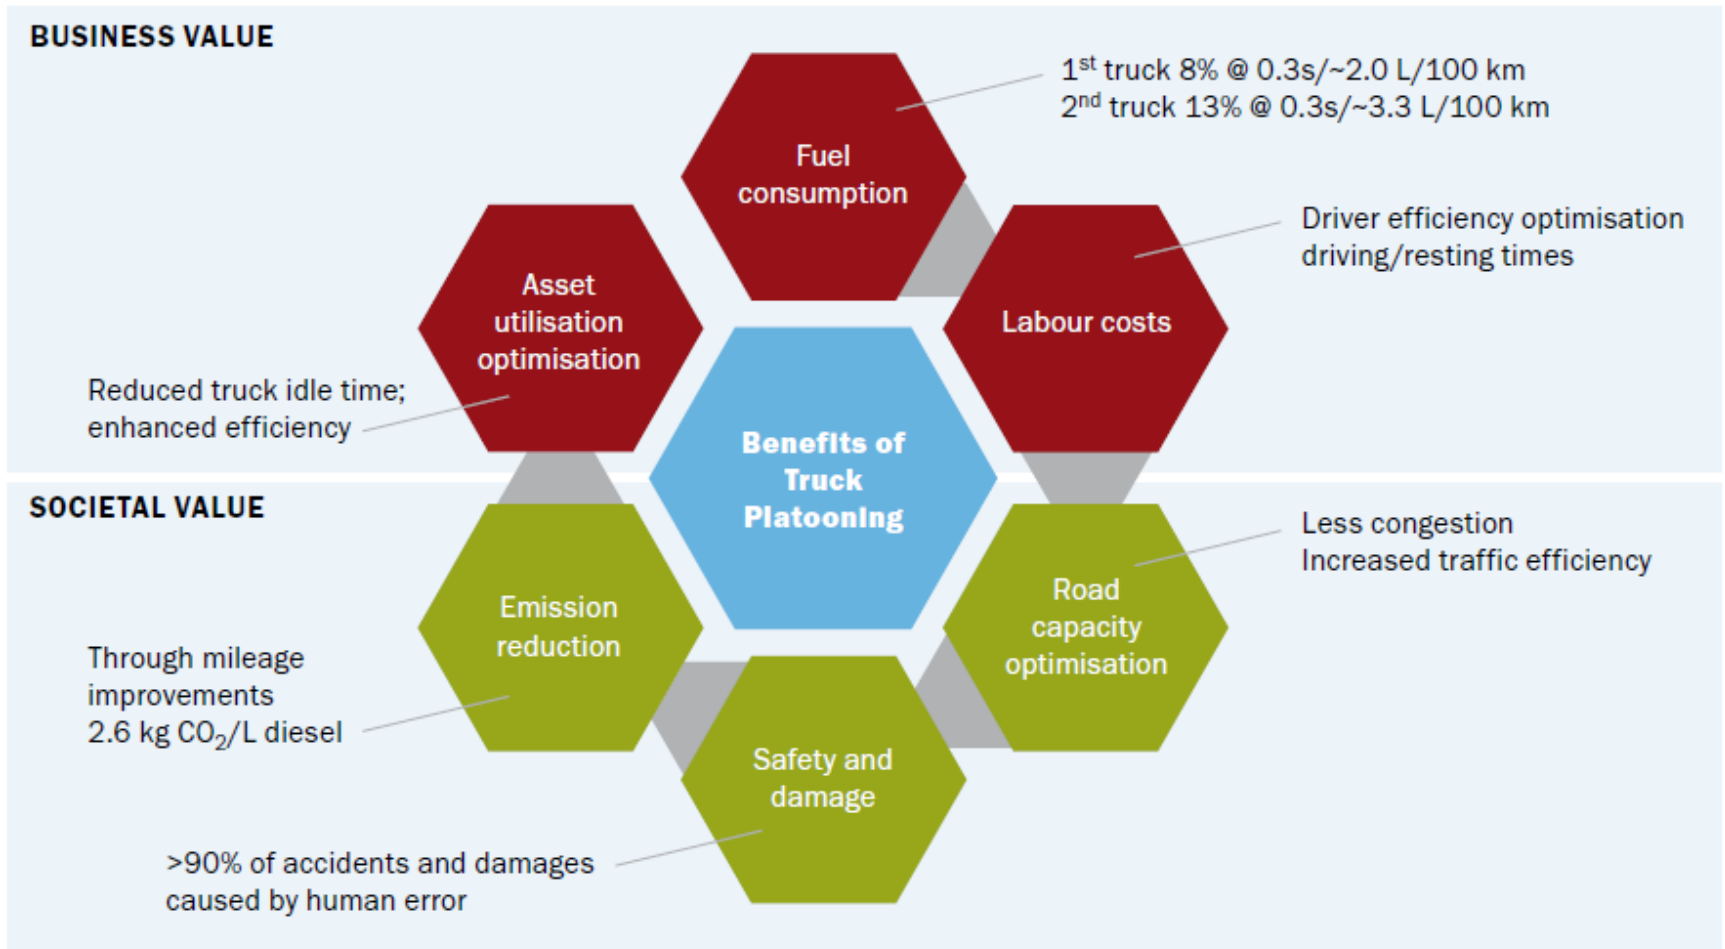 BUSINESS VALUE
1st truck 8% @ 0.3s/~2.0 L/100 km
2nd truck 13% @ 0.3s/~3.3 L/100 km
Fuel
consumption
Driver efficiency optimisation
driving/resting times
Labour costs
Asset
utilisation
optimisation
Reduced truck idle time;
enhanced efficiency
Benefits of
Truck
Platooning
SOCIETAL VALUE
Less congestion
Increased traffic efficiency
Road
capacity
optimisation
Emission
reduction
Through mileage
improvements
2.6 kg CO₂/L diesel
Safety and
damage
>90% of accidents and damages
caused by human error